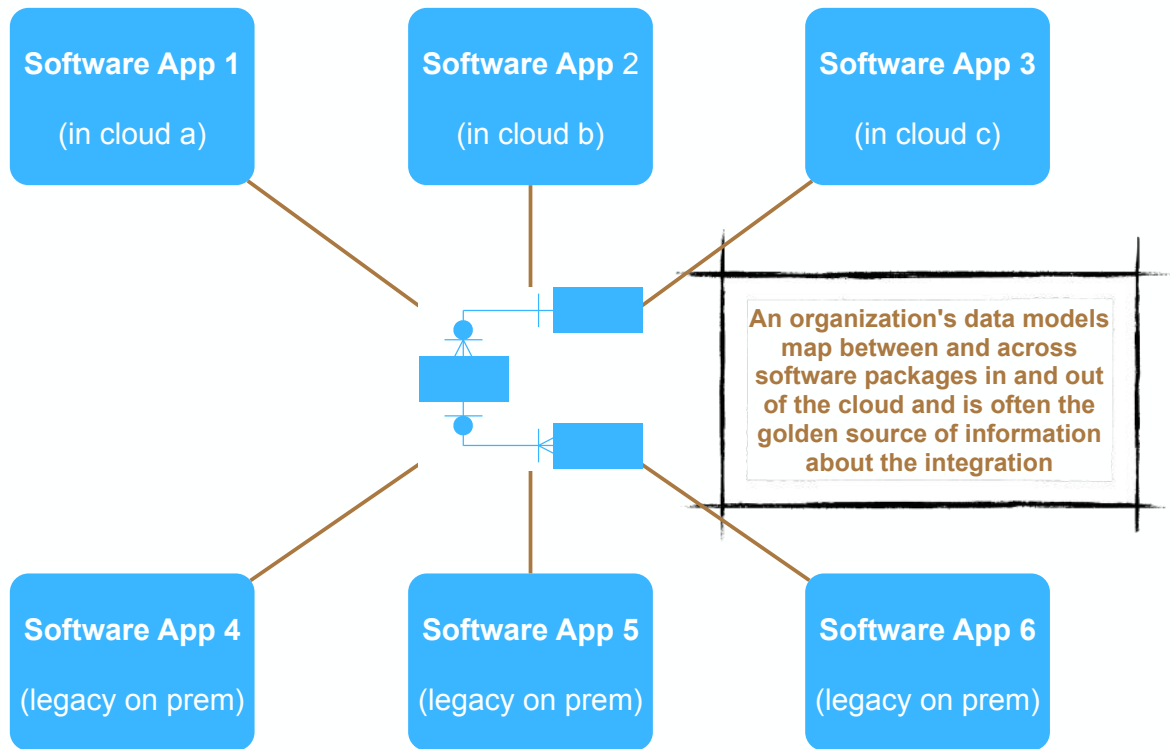 Software App 1
(in cloud a)
Software App 2
(in cloud b)
Software App 3
(in cloud c)
An organization's data models
map between and across
software packages in and out
of the cloud and is often the
golden source of information
about the integration
Software App 4
(legacy on prem)
Software App 5
(legacy on prem)
Software App 6
(legacy on prem)